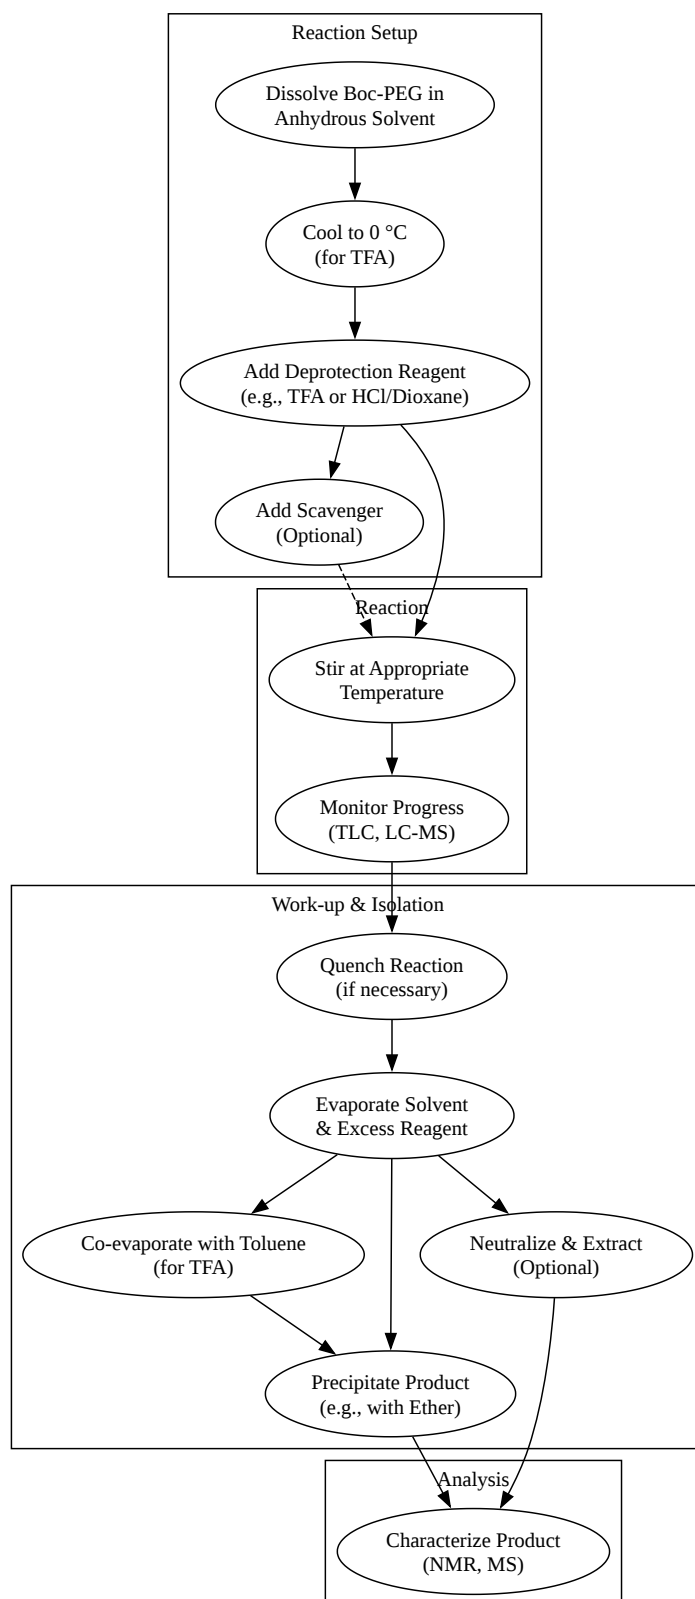 Reaction Setup
Dissolve Boc-PEG in
Anhydrous Solvent
Cool to 0 °C
(for TFA)
Add Deprotection Reagent
(e.g., TFA or HCl/Dioxane)
Add Scavenger
(Optional)
Reaction
Stir at Appropriate
Temperature
Monitor Progress
(TLC, LC-MS)
Work-up & Isolation
Quench Reaction
(if necessary)
Evaporate Solvent
& Excess Reagent
Co-evaporate with Toluene
(for TFA)
Neutralize & Extract
(Optional)
Precipitate Product
(e.g., with Ether)
Analysis
Characterize Product
(NMR, MS)